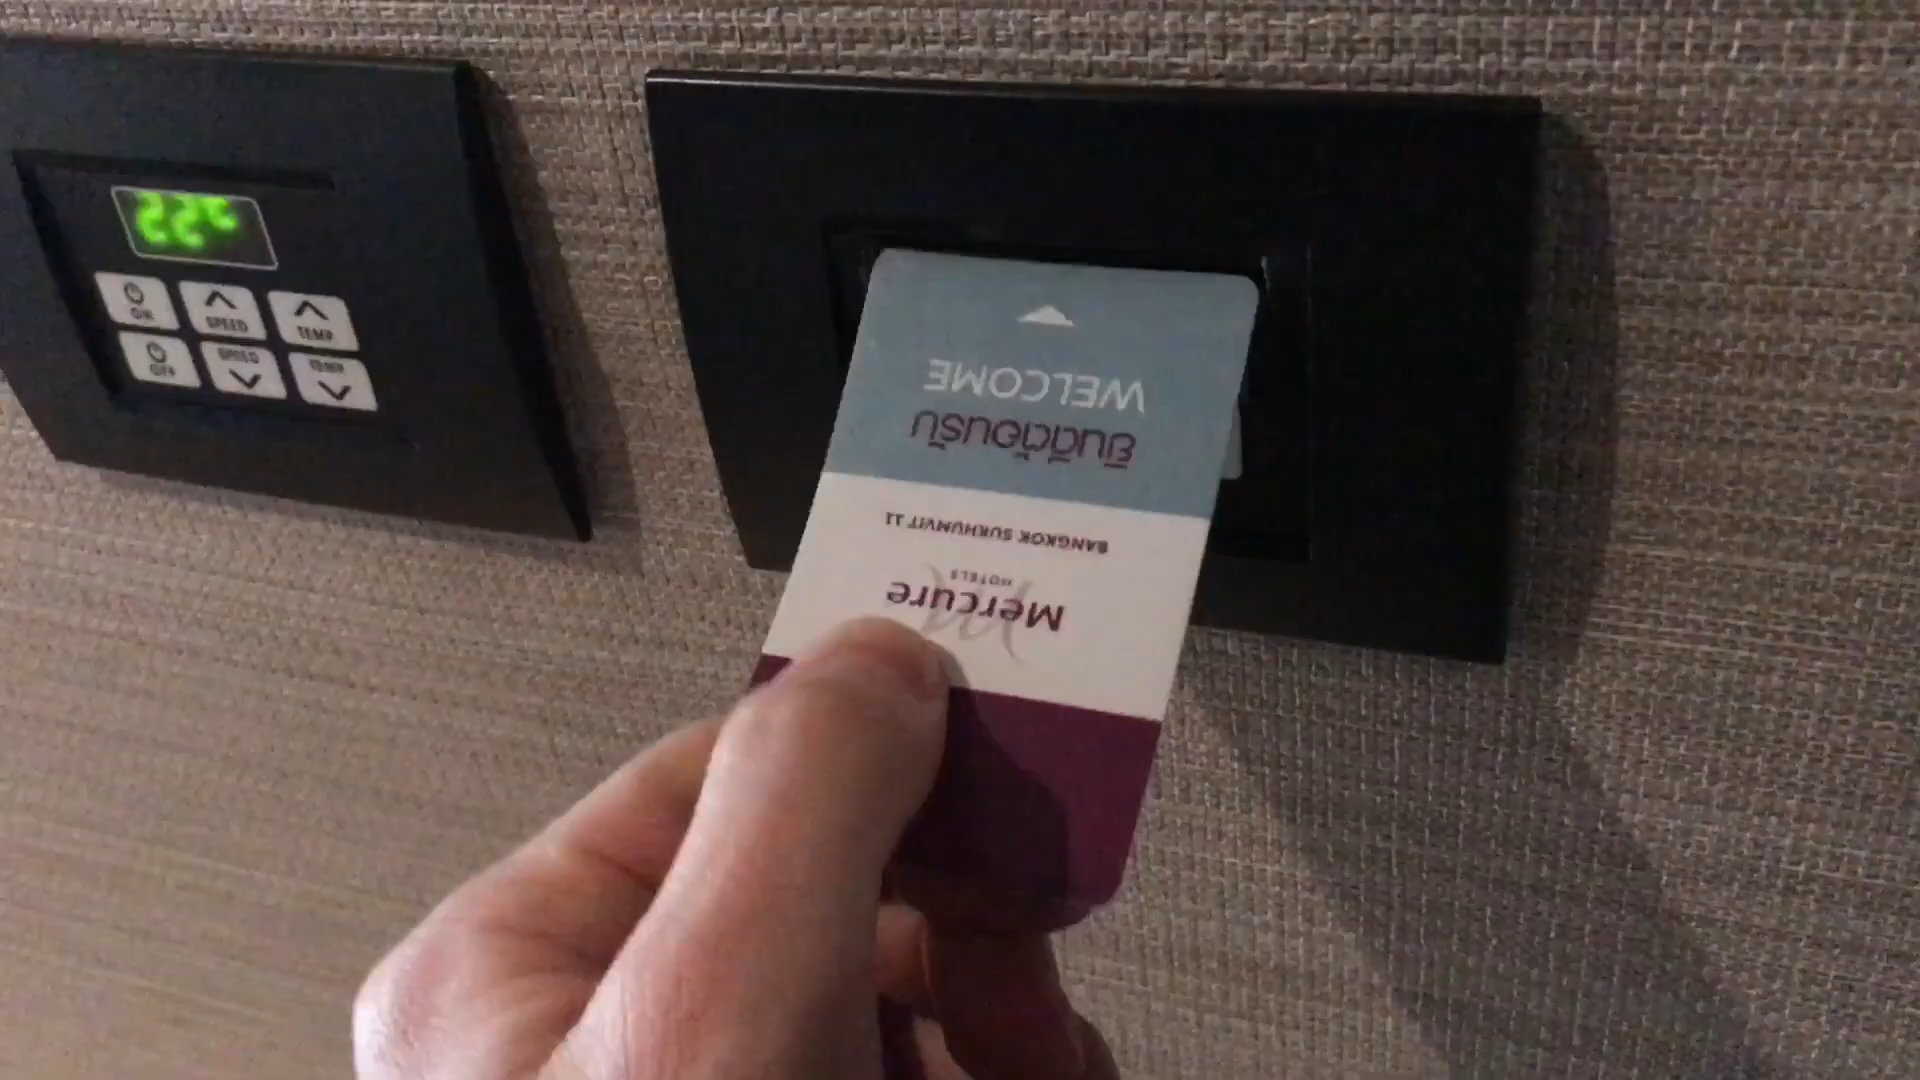 22°
ON
SPEED
TEMP
OFF
SPEED
TEMP
Mercure
HOTELS
BANGKOK SUKHUMVIT 11
ยินดีต้อนรับ
WELCOME